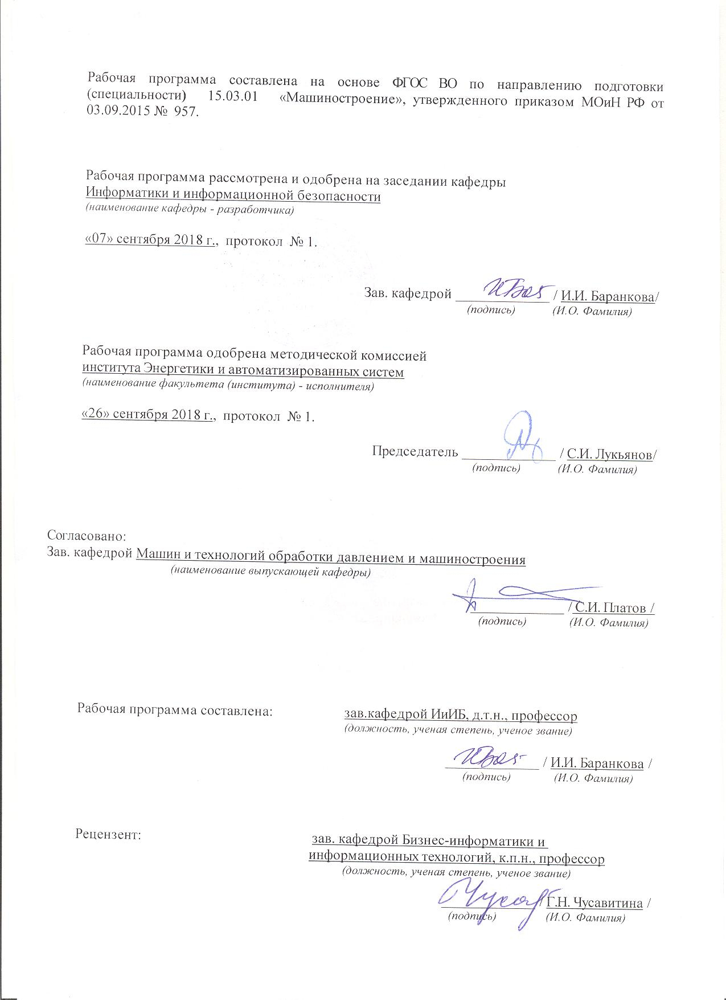 Рабочая программа составлена на основе ФГОС ВО по направлению подготовки
(специальности) 15.03.01 «Машиностроение», утвержденного приказом МОиН РФ от
03.09.2015 № 957.
Рабочая программа рассмотрена и одобрена на заседании кафедры
Информатики и информационной безопасности
(наименование кафедры - разработчика)
«07» сентября 2018 г., протокол № 1.
Зав. кафедрой ______________ / И.И. Баранкова/
(подпись) (И.О. Фамилия)
Рабочая программа одобрена методической комиссией
института Энергетики и автоматизированных систем
(наименование факультета (института) - исполнителя)
«26» сентября 2018 г., протокол № 1.
Председатель ______________ / С.И. Лукьянов/
(подпись) (И.О. Фамилия)
Согласовано:
Зав. кафедрой Машин и технологий обработки давлением и машиностроения
(наименование выпускающей кафедры)
______________ / С.И. Платов /
(подпись) (И.О. Фамилия)
Рабочая программа составлена: зав.кафедрой ИиИБ, д.т.н., профессор
(должность, ученая степень, ученое звание)
______________ / И.И. Баранкова /
(подпись) (И.О. Фамилия)
Рецензент: зав. кафедрой Бизнес-информатики и
информационных технологий, к.п.н., профессор
(должность, ученая степень, ученое звание)
______________ / Г.Н. Чусавитина /
(подпись) (И.О. Фамилия)